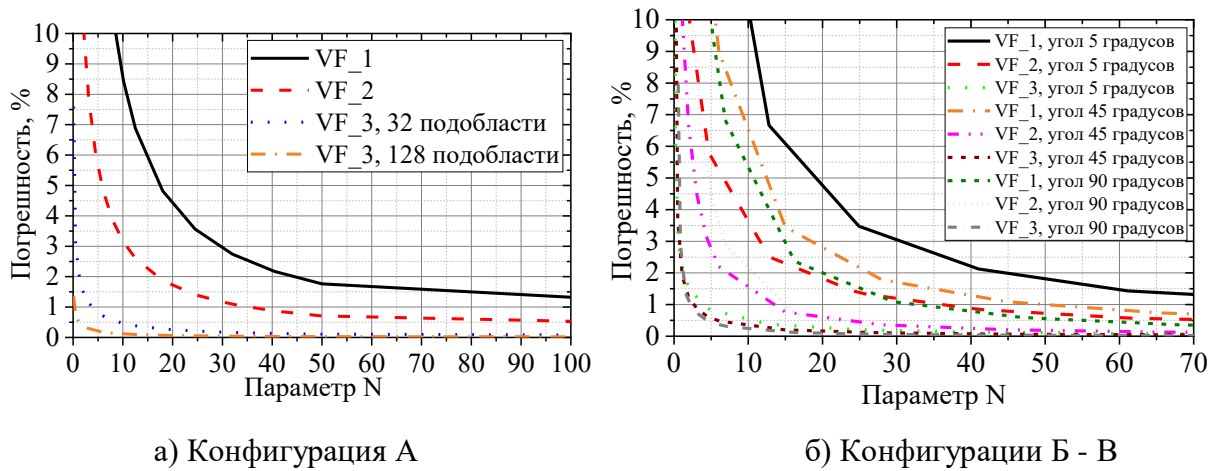 10
9
8
7
6
5
4
3
2
1
0
Погрешность, %
VF_1
VF_2
VF_3, 32 подобласти
VF_3, 128 подобласти
0 10 20 30 40 50 60 70 80 90 100
Параметр N
а) Конфигурация А
10
9
8
7
6
5
4
3
2
1
0
Погрешность, %
VF_1, угол 5 градусов
VF_2, угол 5 градусов
VF_3, угол 5 градусов
VF_1, угол 45 градусов
VF_2, угол 45 градусов
VF_3, угол 45 градусов
VF_1, угол 90 градусов
VF_2, угол 90 градусов
VF_3, угол 90 градусов
0 10 20 30 40 50 60 70
Параметр N
б) Конфигурации Б - В